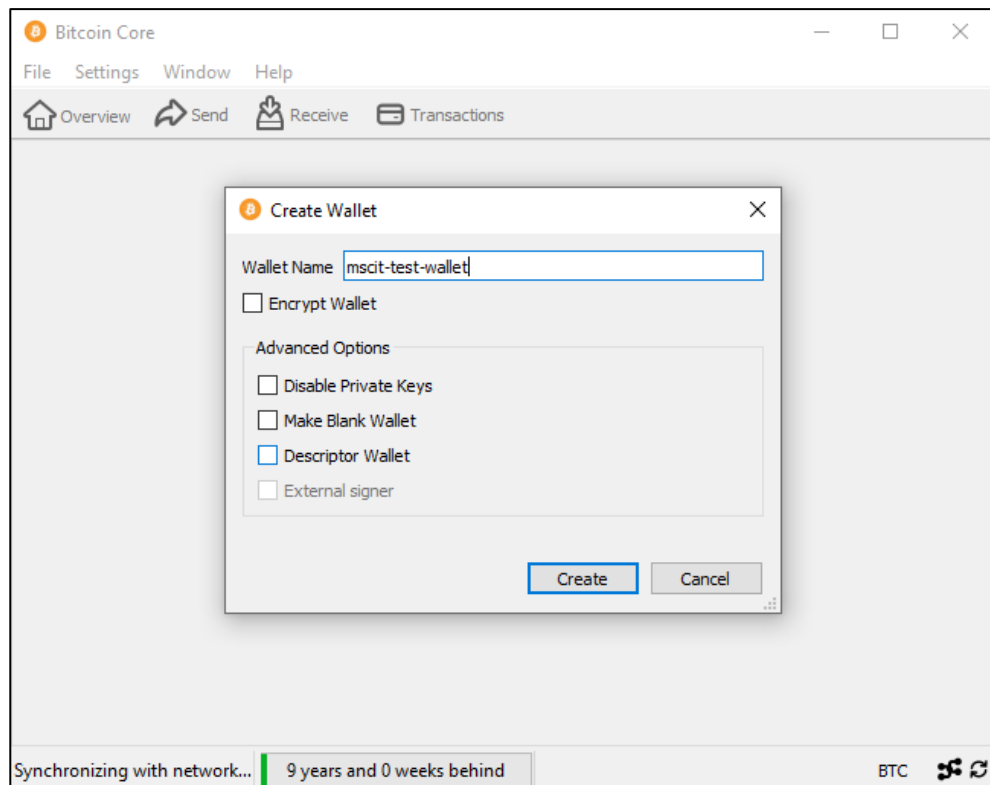 Bitcoin Core
File Settings Window Help
Overview Send Receive Transactions
Create Wallet
Wallet Name mscit-test-wallet
Encrypt Wallet
Advanced Options
Disable Private Keys
Make Blank Wallet
Descriptor Wallet
External signer
Create Cancel
Synchronizing with network... 9 years and 0 weeks behind BTC